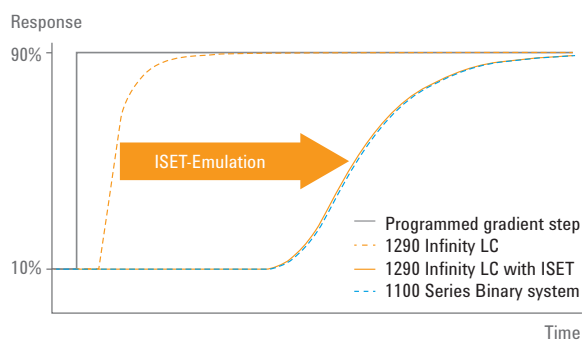 Response
90%
ISET-Emulation
Programmed gradient step
1290 Infinity LC
1290 Infinity LC with ISET
1100 Series Binary system
10%
Time